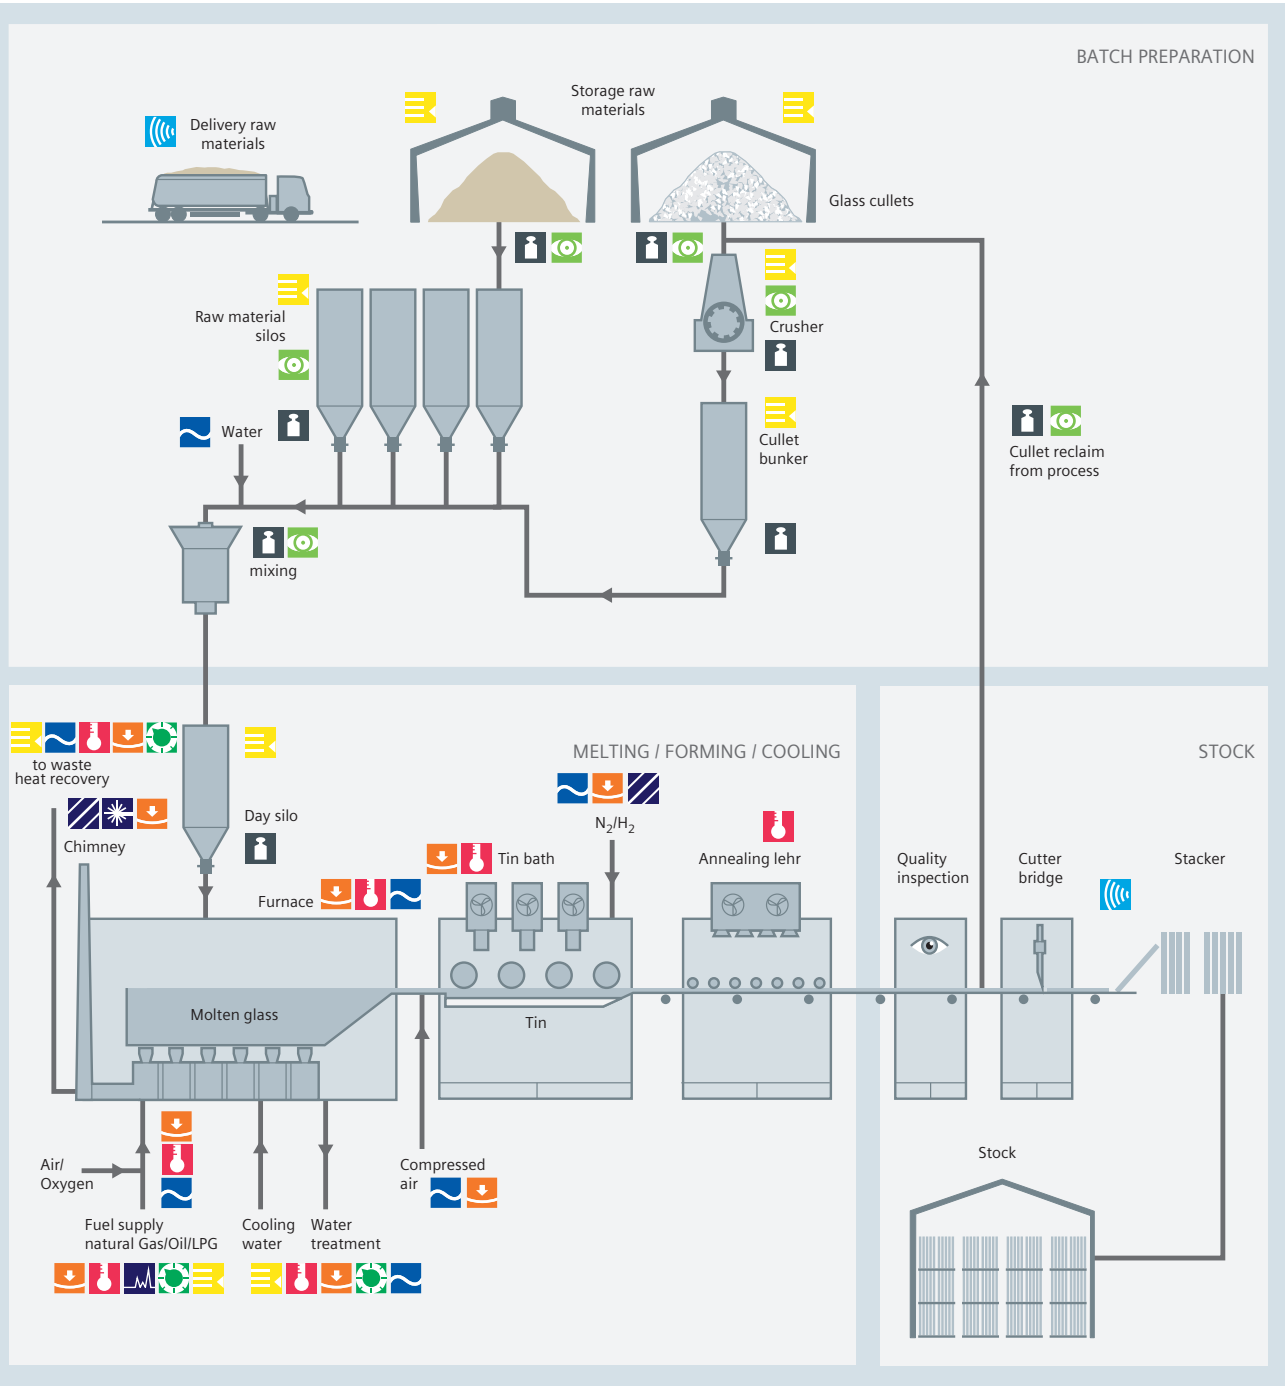 BATCH PREPARATION
Storage raw
materials
Delivery raw
materials
Glass cullets
Raw material
silos
Crusher
Water
Cullet
bunker
Cullet reclaim
from process
mixing
MELTING / FORMING / COOLING
STOCK
to waste
heat recovery
Day silo
N2/H2
Chimney
Tin bath
Annealing lehr
Quality
inspection
Cutter
bridge
Stacker
Furnace
Molten glass
Tin
Air/
Oxygen
Compressed
air
Stock
Fuel supply
natural Gas/Oil/LPG
Cooling
water
Water
treatment